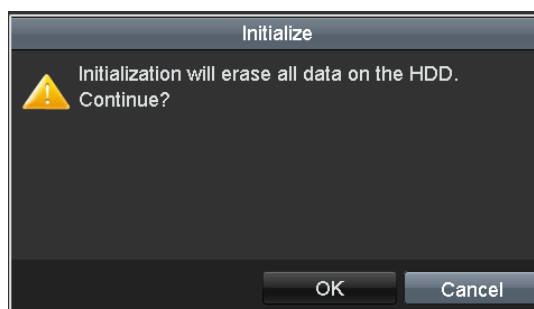 Initialize
Initialization will erase all data on the HDD.
Continue?
OK
Cancel